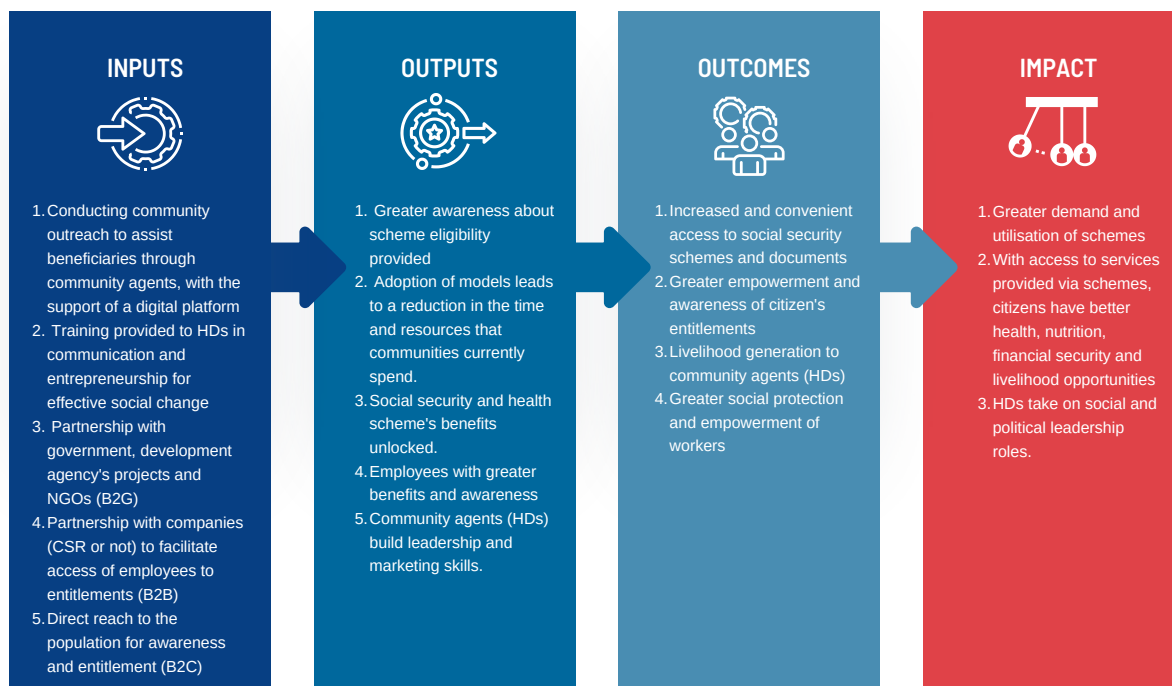 INPUTS
1. Conducting community
outreach to assist
beneficiaries through
community agents, with the
support of a digital platform
2. Training provided to HDs in
communication and
entrepreneurship for
effective social change
3. Partnership with
government, development
agency's projects and
NGOs (B2G)
4. Partnership with companies
(CSR or not) to facilitate
access of employees to
entitlements (B2B)
5. Direct reach to the
population for awareness
and entitlement (B2C)
OUTPUTS
1. Greater awareness about
scheme eligibility
provided
2. Adoption of models leads
to a reduction in the time
and resources that
communities currently
spend.
3. Social security and health
scheme's benefits
unlocked.
4. Employees with greater
benefits and awareness
5. Community agents (HDs)
build leadership and
marketing skills.
OUTCOMES
1. Increased and convenient
access to social security
schemes and documents
2. Greater empowerment and
awareness of citizen's
entitlements
3. Livelihood generation to
community agents (HDs)
4. Greater social protection
and empowerment of
workers
IMPACT
1. Greater demand and
utilisation of schemes
2. With access to services
provided via schemes,
citizens have better
health, nutrition,
financial security and
livelihood opportunities
3. HDs take on social and
political leadership
roles.